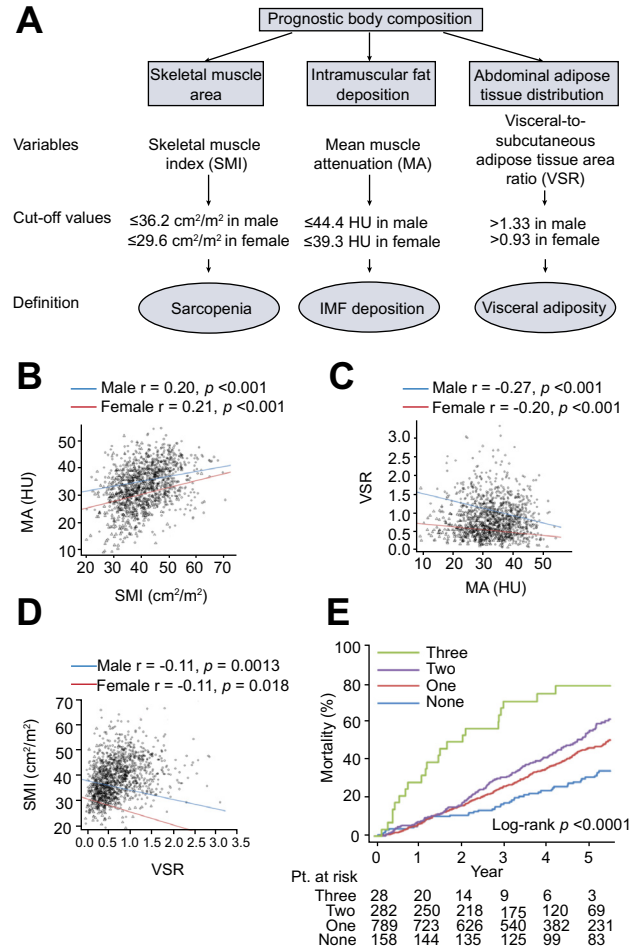 A
Prognostic body composition
Skeletal muscle area
Intramuscular fat deposition
Abdominal adipose tissue distribution
Variables
Skeletal muscle index (SMI)
Mean muscle attenuation (MA)
Visceral-to-subcutaneous adipose tissue area ratio (VSR)
Cut-off values
≤36.2 cm²/m² in male
≤29.6 cm²/m² in female
≤44.4 HU in male
≤39.3 HU in female
>1.33 in male
>0.93 in female
Definition
Sarcopenia
IMF deposition
Visceral adiposity
B
Male r = 0.20, p <0.001
Female r = 0.21, p <0.001
MA (HU)
50
40
30
20
10
20 30 40 50 60 70
SMI (cm²/m²)
C
Male r = -0.27, p <0.001
Female r = -0.20, p <0.001
VSR
3.0
2.5
2.0
1.5
1.0
0.5
0.0
10 20 30 40 50
MA (HU)
D
Male r = -0.11, p = 0.0013
Female r = -0.11, p = 0.018
SMI (cm²/m²)
70
60
50
40
30
20
0.0 0.5 1.0 1.5 2.0 2.5 3.0 3.5
VSR
E
Three
Two
One
None
Mortality (%)
100
80
60
40
20
0
Log-rank p <0.0001
0 1 2 3 4 5
Year
Pt. at risk
Three 28 20 14 9 6 3
Two 282 250 218 175 120 69
One 789 723 626 540 382 231
None 158 144 135 125 99 83